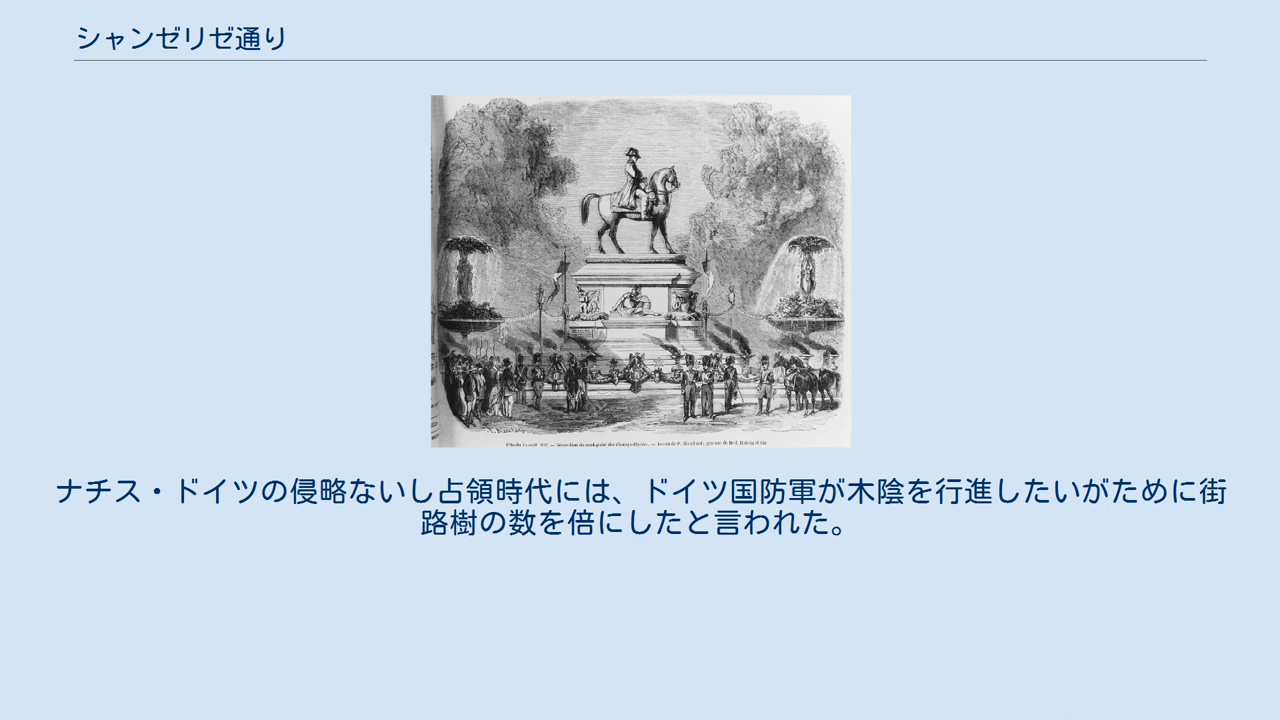 シャンゼリゼ通り
ナチス・ドイツの侵略ないし占領時代には、ドイツ国防軍が木陰を行進したいがために街
路樹の数を倍にしたと言われた。